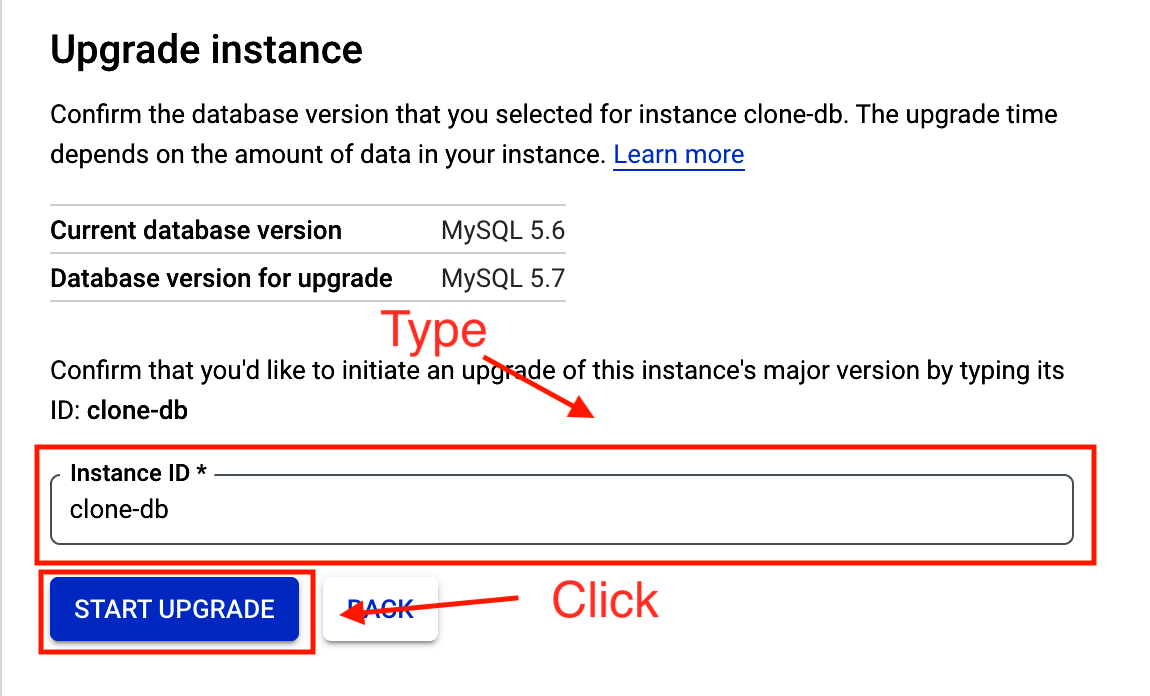 Upgrade instance
Confirm the database version that you selected for instance clone-db. The upgrade time
depends on the amount of data in your instance. Learn more
Current database version MySQL 5.6
Database version for upgrade MySQL 5.7
Type
Confirm that you'd like to initiate an upgrade of this instance's major version by typing its
ID: clone-db
Instance ID *
clone-db
START UPGRADE BACK Click